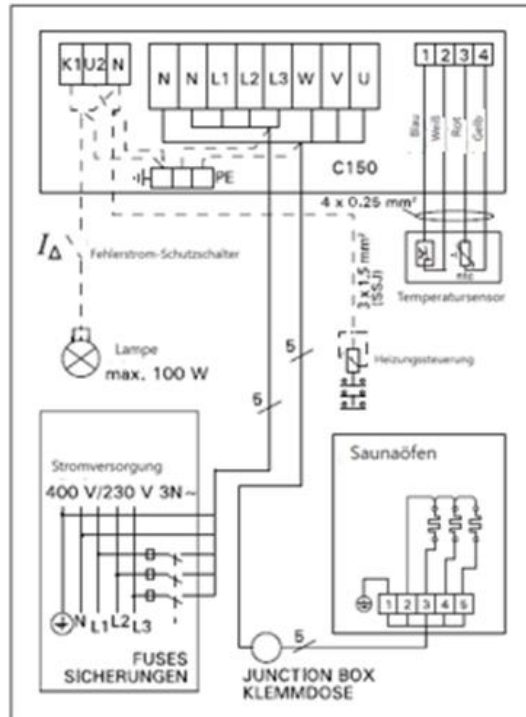 K1 U2 N
N N L1 L2 L3 W V U
1 2 3 4
Blau
Weiß
Rot
Gelb
PE
C150
4 x 0.25 mm²
I∆
Fehlerstrom-Schutzschalter
3 x 1,5 mm²
(SSJ)
ntc
Temperatursensor
Lampe
max. 100 W
5
5
Heizungssteuerung
Stromversorgung
400 V/230 V 3N~
N L1 L2 L3
FUSES
SICHERUNGEN
Saunaöfen
1 2 3 4 5
5
JUNCTION BOX
KLEMMDOSE